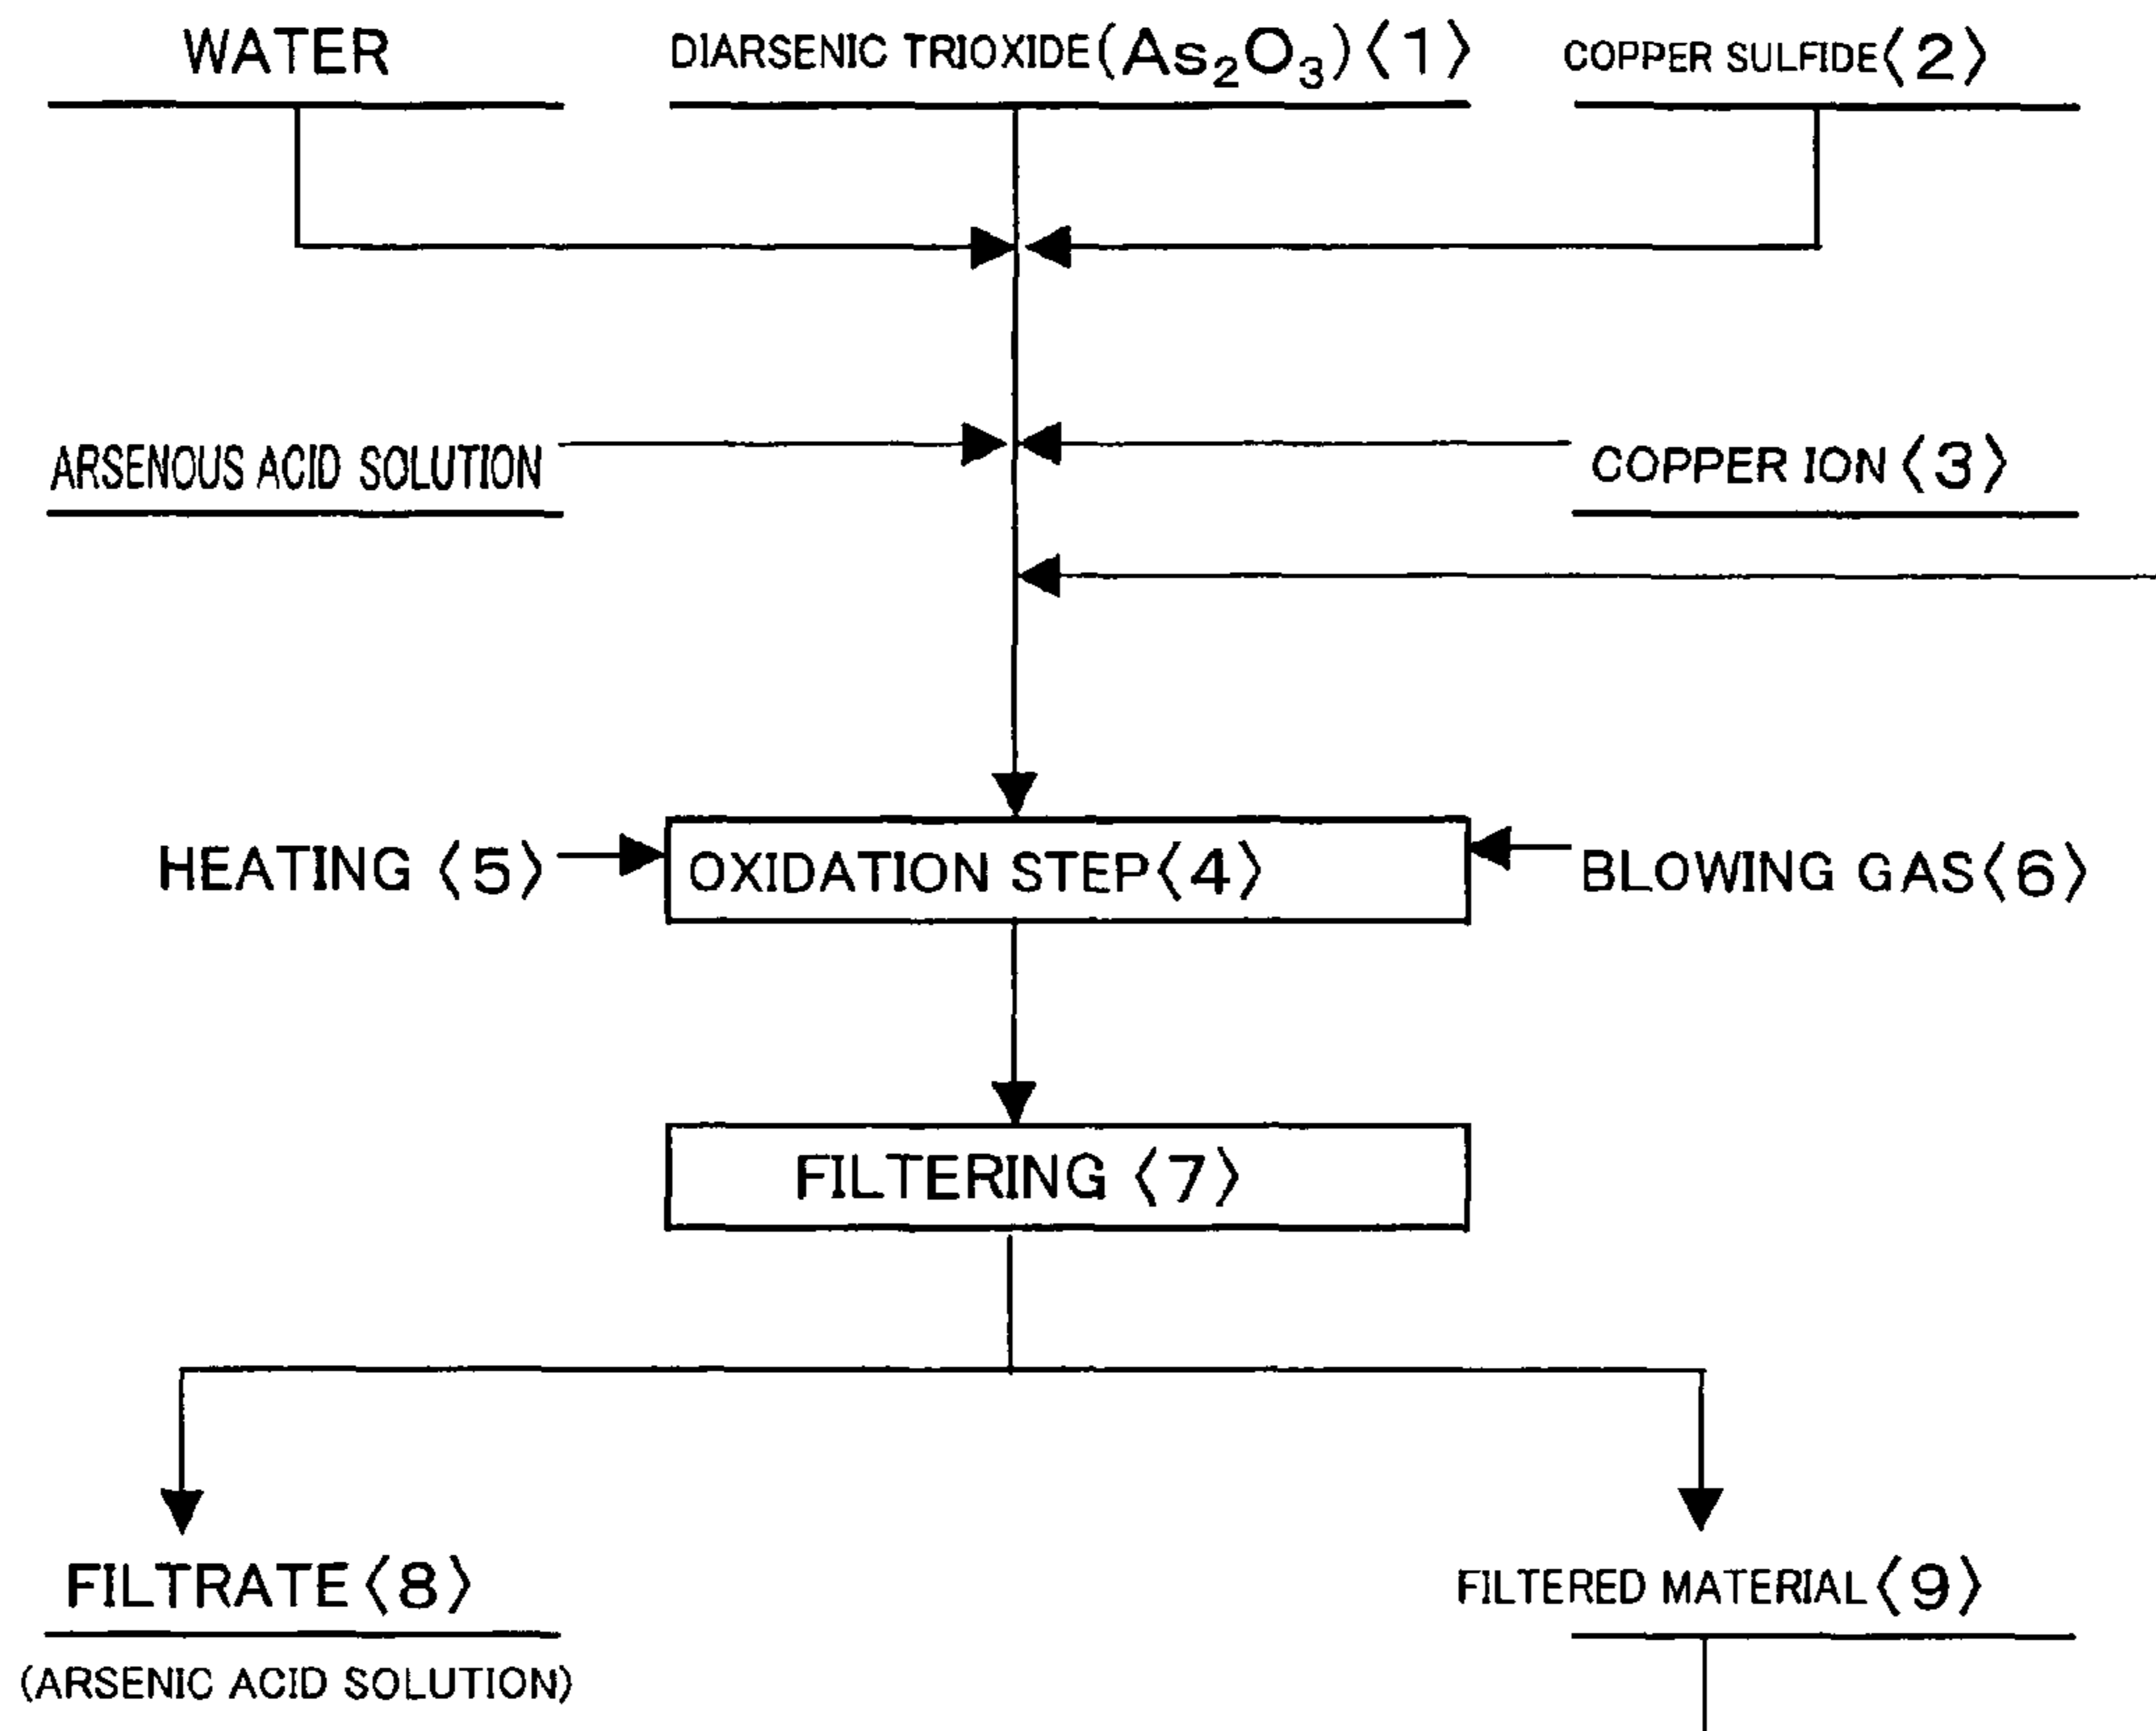 WATER
DIARSENIC TRIOXIDE(As₂O₃)〈1〉
COPPER SULFIDE〈2〉
ARSENOUS ACID SOLUTION
COPPER ION〈3〉
HEATING〈5〉
OXIDATION STEP〈4〉
BLOWING GAS〈6〉
FILTERING〈7〉
FILTRATE〈8〉
(ARSENIC ACID SOLUTION)
FILTERED MATERIAL〈9〉